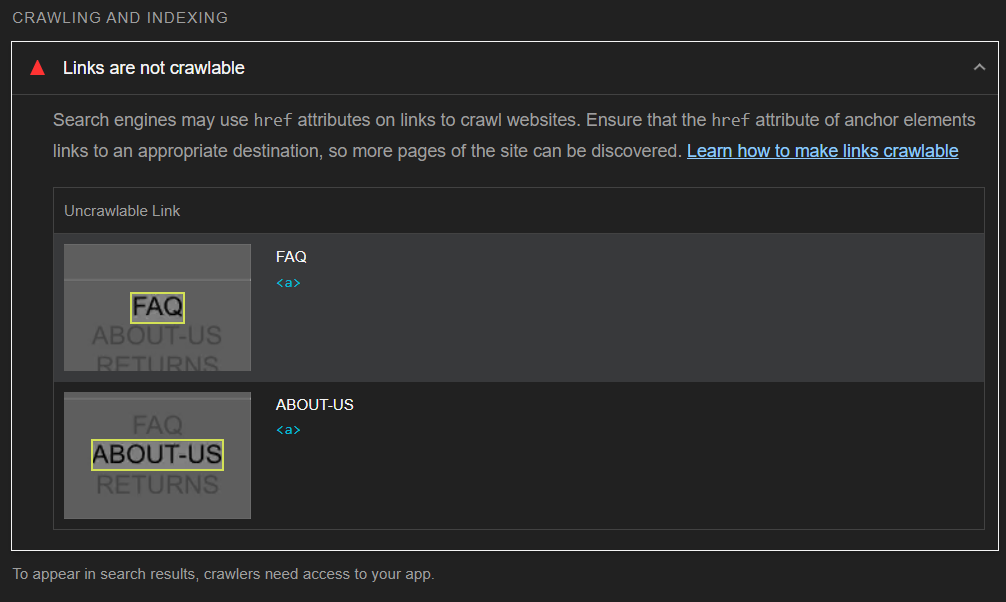 CRAWLING AND INDEXING
Links are not crawlable
Search engines may use href attributes on links to crawl websites. Ensure that the href attribute of anchor elements
links to an appropriate destination, so more pages of the site can be discovered. Learn how to make links crawlable
Uncrawlable Link
FAQ
ABOUT-US
RETURNS
FAQ
<a>
FAQ
ABOUT-US
RETURNS
ABOUT-US
<a>
To appear in search results, crawlers need access to your app.